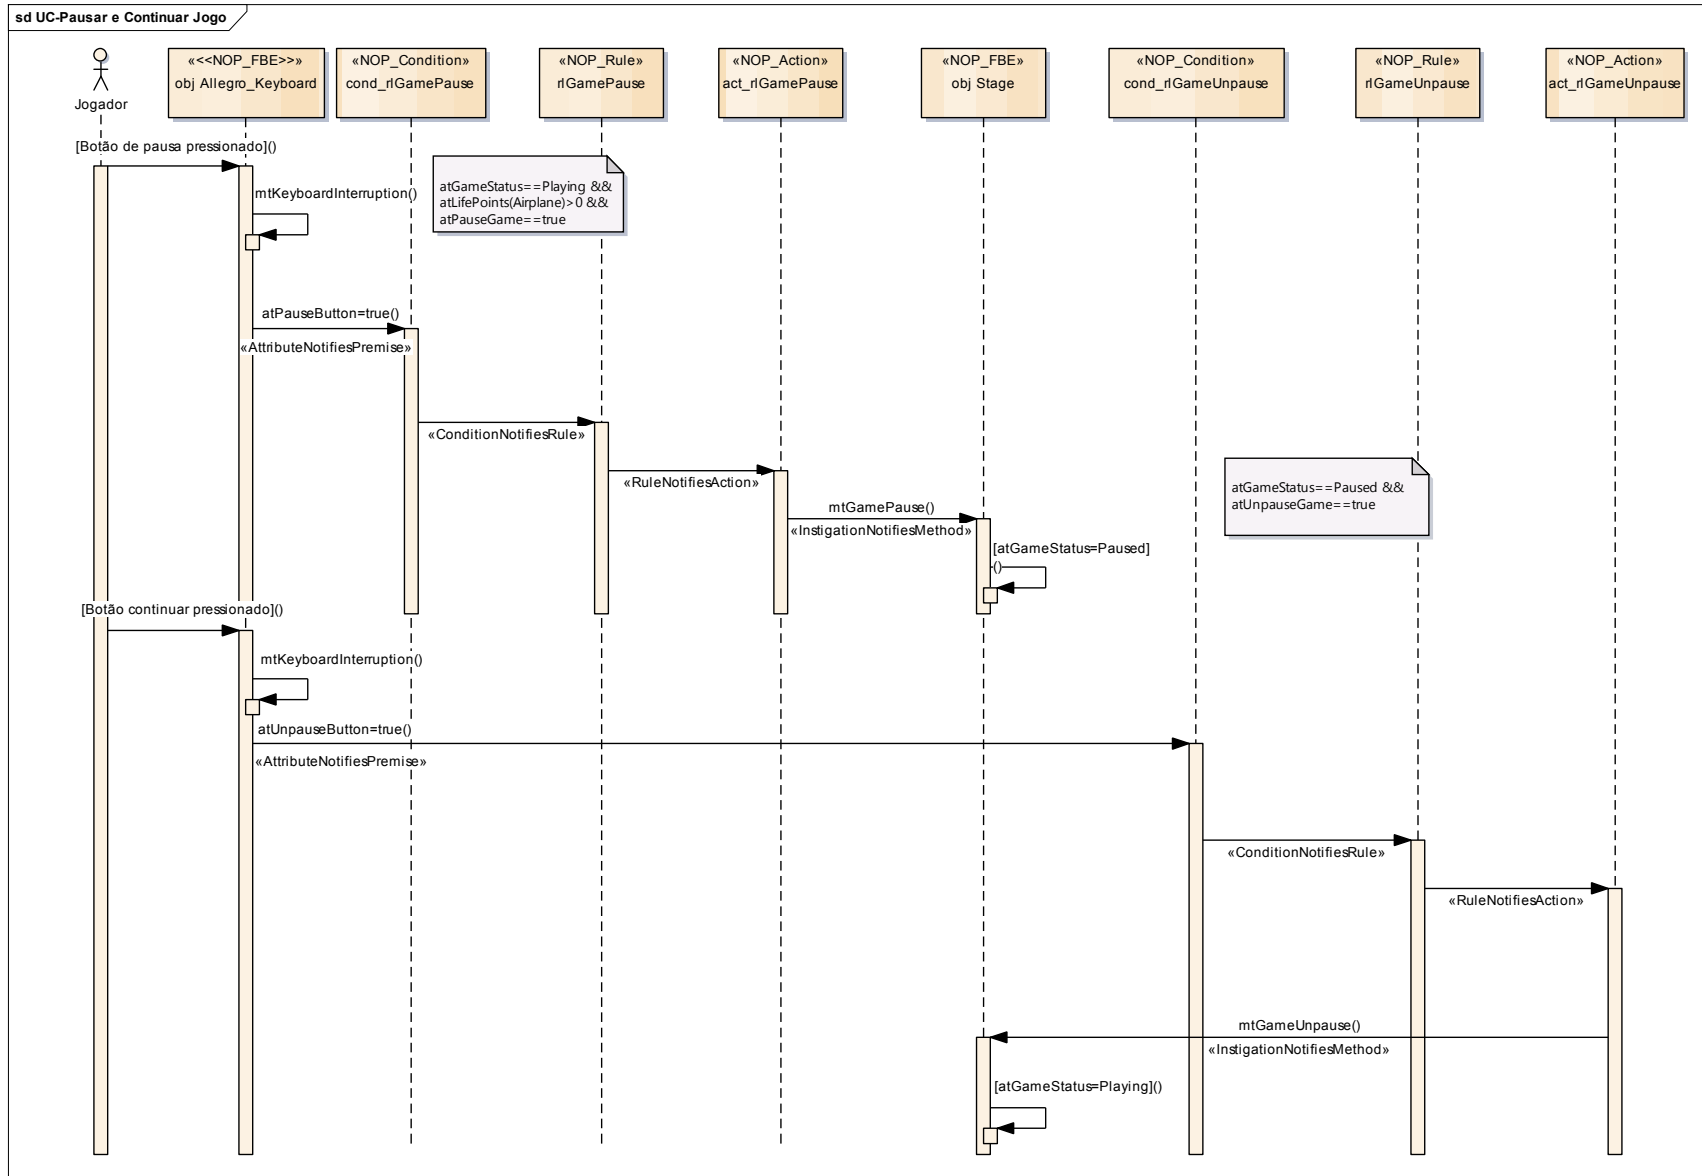 sd UC-Pausar e Continuar Jogo
Jogador
«<<NOP_FBE>>»
obj Allegro_Keyboard
«NOP_Condition»
cond_rlGamePause
«NOP_Rule»
rlGamePause
«NOP_Action»
act_rlGamePause
«NOP_FBE»
obj Stage
«NOP_Condition»
cond_rlGameUnpause
«NOP_Rule»
rlGameUnpause
«NOP_Action»
act_rlGameUnpause
[Botão de pausa pressionado]()
mtKeyboardInterruption()
atGameStatus==Playing &&
atLifePoints(Airplane)>0 &&
atPauseGame==true
atPauseButton=true()
«AttributeNotifiesPremise»
«ConditionNotifiesRule»
«RuleNotifiesAction»
mtGamePause()
«InstigationNotifiesMethod»
[atGameStatus=Paused]
()
atGameStatus==Paused &&
atUnpauseGame==true
[Botão continuar pressionado]()
mtKeyboardInterruption()
atUnpauseButton=true()
«AttributeNotifiesPremise»
«ConditionNotifiesRule»
«RuleNotifiesAction»
mtGameUnpause()
«InstigationNotifiesMethod»
[atGameStatus=Playing]()